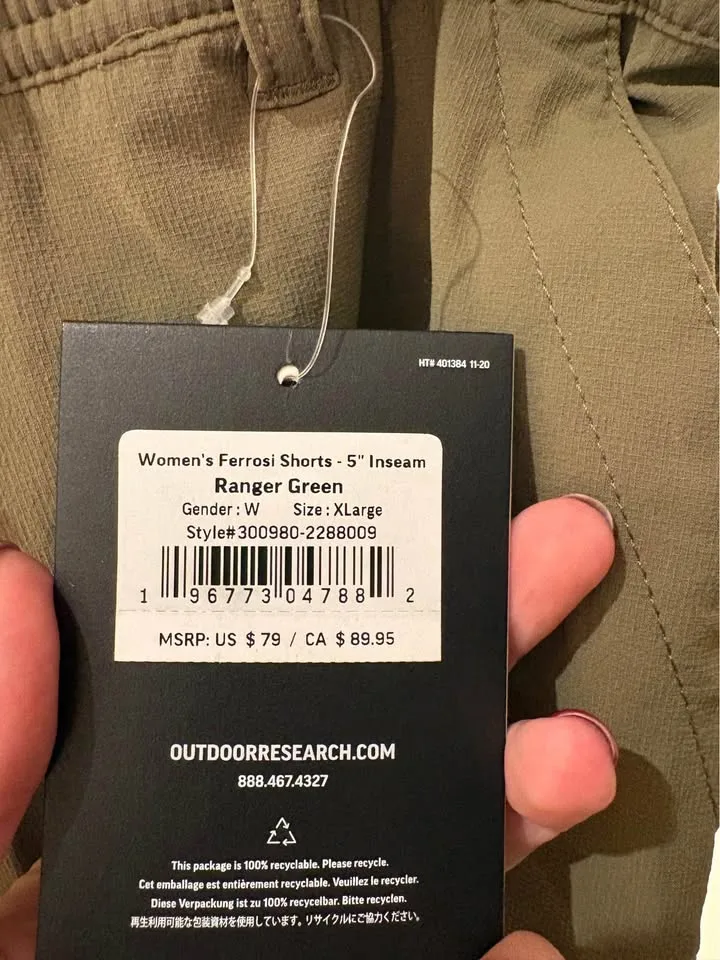 HT# 401384 11-20
Women's Ferrosi Shorts - 5" Inseam
Ranger Green
Gender : W Size : XLarge
Style#300980-2288009
1 96773 04788 2
MSRP: US $ 79 / CA $ 89.95
OUTDOORRESEARCH.COM
888.467.4327
This package is 100% recyclable. Please recycle.
Cet emballage est entièrement recyclable. Veuillez le recycler.
Diese Verpackung ist zu 100% recycelbar. Bitte recyclen.
再生利用可能な包装資材を使用しています。リサイクルにご協力ください。